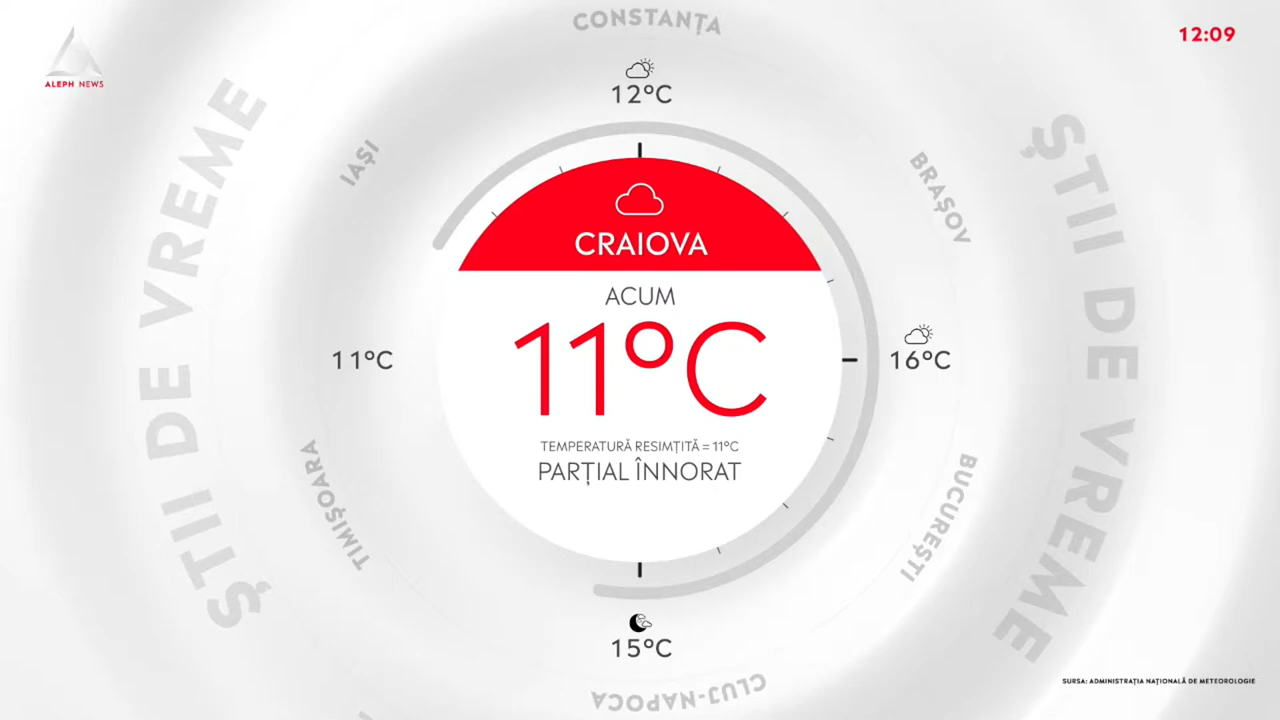 CONSTANȚA
12:09
ALEPH NEWS
12°C
ȘTII DE VREME
IAȘI
BRAȘOV
ȘTII DE VREME
CRAIOVA
ACUM
11°C
11°C
16°C
TEMPERATURĂ RESIMȚITĂ = 11°C
PARȚIAL ÎNNORAT
TIMIȘOARA
BUCUREȘTI
15°C
CLUJ-NAPOCA
SURSA: ADMINISTRAȚIA NAȚIONALĂ DE METEOROLOGIE